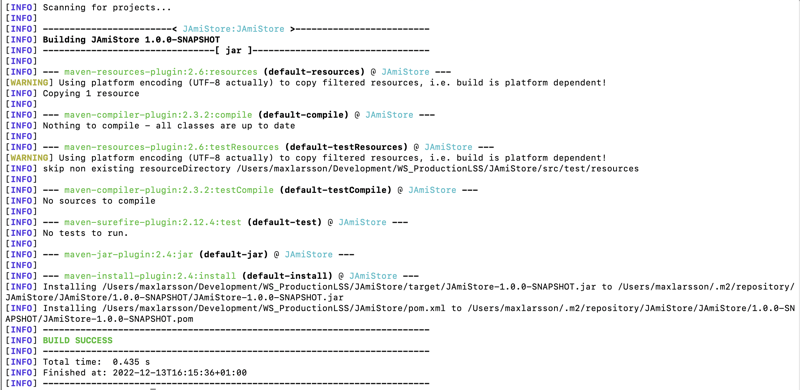 [INFO] Scanning for projects...
[INFO]
[INFO] -----------------------< JAmiStore:JAmiStore >-------------------------
[INFO] Building JAmiStore 1.0.0-SNAPSHOT
[INFO] --------------------------------[ jar ]---------------------------------
[INFO]
[INFO] --- maven-resources-plugin:2.6:resources (default-resources) @ JAmiStore ---
[WARNING] Using platform encoding (UTF-8 actually) to copy filtered resources, i.e. build is platform dependent!
[INFO] Copying 1 resource
[INFO]
[INFO] --- maven-compiler-plugin:2.3.2:compile (default-compile) @ JAmiStore ---
[INFO] Nothing to compile - all classes are up to date
[INFO]
[INFO] --- maven-resources-plugin:2.6:testResources (default-testResources) @ JAmiStore ---
[WARNING] Using platform encoding (UTF-8 actually) to copy filtered resources, i.e. build is platform dependent!
[INFO] skip non existing resourceDirectory /Users/maxlarsson/Development/WS_ProductionLSS/JAmiStore/src/test/resources
[INFO]
[INFO] --- maven-compiler-plugin:2.3.2:testCompile (default-testCompile) @ JAmiStore ---
[INFO] No sources to compile
[INFO]
[INFO] --- maven-surefire-plugin:2.12.4:test (default-test) @ JAmiStore ---
[INFO] No tests to run.
[INFO]
[INFO] --- maven-jar-plugin:2.4:jar (default-jar) @ JAmiStore ---
[INFO]
[INFO] --- maven-install-plugin:2.4:install (default-install) @ JAmiStore ---
[INFO] Installing /Users/maxlarsson/Development/WS_ProductionLSS/JAmiStore/target/JAmiStore-1.0.0-SNAPSHOT.jar to /Users/maxlarsson/.m2/repository/
JAmiStore/JAmiStore/1.0.0-SNAPSHOT/JAmiStore-1.0.0-SNAPSHOT.jar
[INFO] Installing /Users/maxlarsson/Development/WS_ProductionLSS/JAmiStore/pom.xml to /Users/maxlarsson/.m2/repository/JAmiStore/JAmiStore/1.0.0-SN
APSHOT/JAmiStore-1.0.0-SNAPSHOT.pom
[INFO] ------------------------------------------------------------------------
[INFO] BUILD SUCCESS
[INFO] ------------------------------------------------------------------------
[INFO] Total time:  0.435 s
[INFO] Finished at: 2022-12-13T16:15:36+01:00
[INFO] ------------------------------------------------------------------------